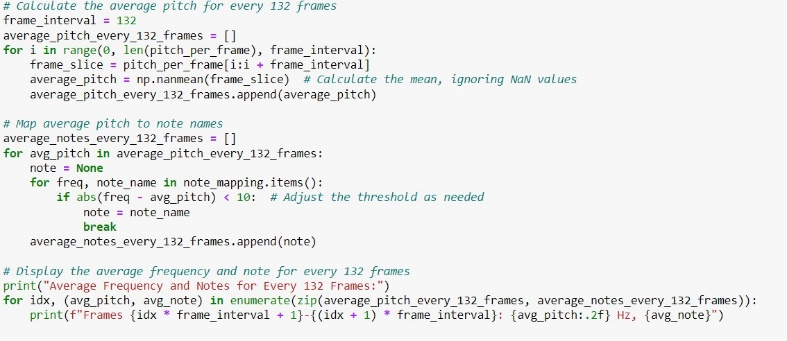 # Calculate the average pitch for every 132 frames
frame_interval = 132
average_pitch_every_132_frames = []
for i in range(0, len(pitch_per_frame), frame_interval):
    frame_slice = pitch_per_frame[i:i + frame_interval]
    average_pitch = np.nanmean(frame_slice)  # Calculate the mean, ignoring NaN values
    average_pitch_every_132_frames.append(average_pitch)

# Map average pitch to note names
average_notes_every_132_frames = []
for avg_pitch in average_pitch_every_132_frames:
    note = None
    for freq, note_name in note_mapping.items():
        if abs(freq - avg_pitch) < 10:  # Adjust the threshold as needed
            note = note_name
            break
    average_notes_every_132_frames.append(note)

# Display the average frequency and note for every 132 frames
print("Average Frequency and Notes for Every 132 Frames:")
for idx, (avg_pitch, avg_note) in enumerate(zip(average_pitch_every_132_frames, average_notes_every_132_frames)):
    print(f"Frames {idx * frame_interval + 1}-{(idx + 1) * frame_interval}: {avg_pitch:.2f} Hz, {avg_note}")